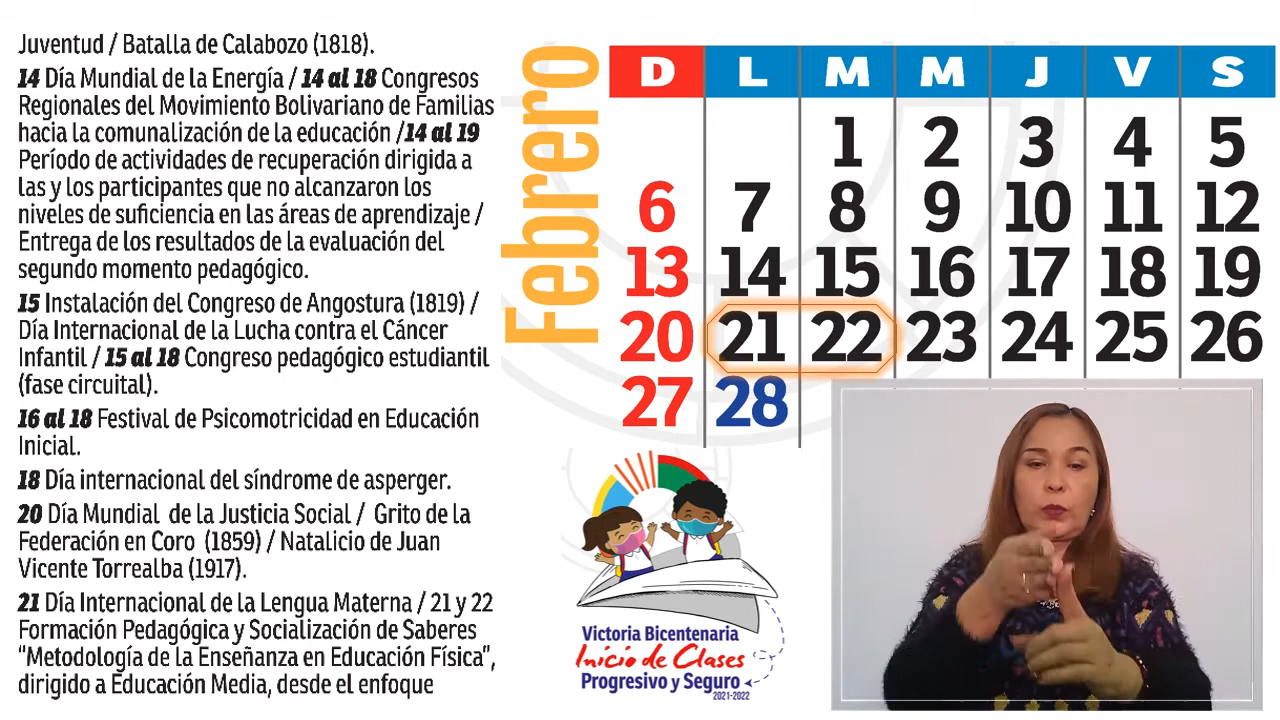 Juventud / Batalla de Calabozo (1818).
14 Día Mundial de la Energía / 14 al 18 Congresos
Regionales del Movimiento Bolivariano de Familias
hacia la comunalización de la educación /14 al 19
Período de actividades de recuperación dirigida a
las y los participantes que no alcanzaron los
niveles de suficiencia en las áreas de aprendizaje /
Entrega de los resultados de la evaluación del
segundo momento pedagógico.
15 Instalación del Congreso de Angostura (1819) /
Día Internacional de la Lucha contra el Cáncer
Infantil / 15 al 18 Congreso pedagógico estudiantil
(fase circuital).
16 al 18 Festival de Psicomotricidad en Educación
Inicial.
18 Día internacional del síndrome de asperger.
20 Día Mundial de la Justicia Social / Grito de la
Federación en Coro (1859) / Natalicio de Juan
Vicente Torrealba (1917).
21 Día Internacional de la Lengua Materna / 21 y 22
Formación Pedagógica y Socialización de Saberes
“Metodología de la Enseñanza en Educación Física”,
dirigido a Educación Media, desde el enfoque
Febrero
D L M M J V S
1 2 3 4 5
6 7 8 9 10 11 12
13 14 15 16 17 18 19
20 21 22 23 24 25 26
27 28
Victoria Bicentenaria
Inicio de Clases
Progresivo y Seguro
2021-2022